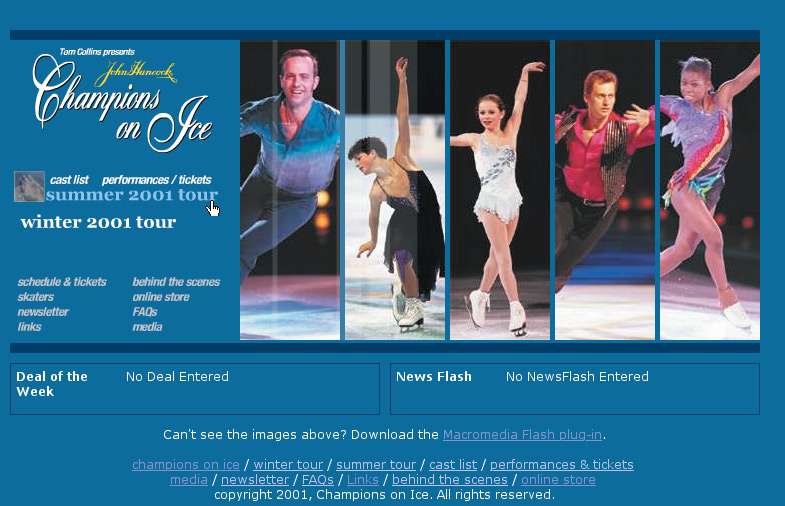 Tom Collins presents
John Hancock
Champions
on Ice
cast list performances / tickets
summer 2001 tour
winter 2001 tour
schedule & tickets behind the scenes
skaters online store
newsletter FAQs
links media
Deal of the Week No Deal Entered
News Flash No NewsFlash Entered
Can't see the images above? Download the Macromedia Flash plug-in.
champions on ice / winter tour / summer tour / cast list / performances & tickets
media / newsletter / FAQs / Links / behind the scenes / online store
copyright 2001, Champions on Ice. All rights reserved.